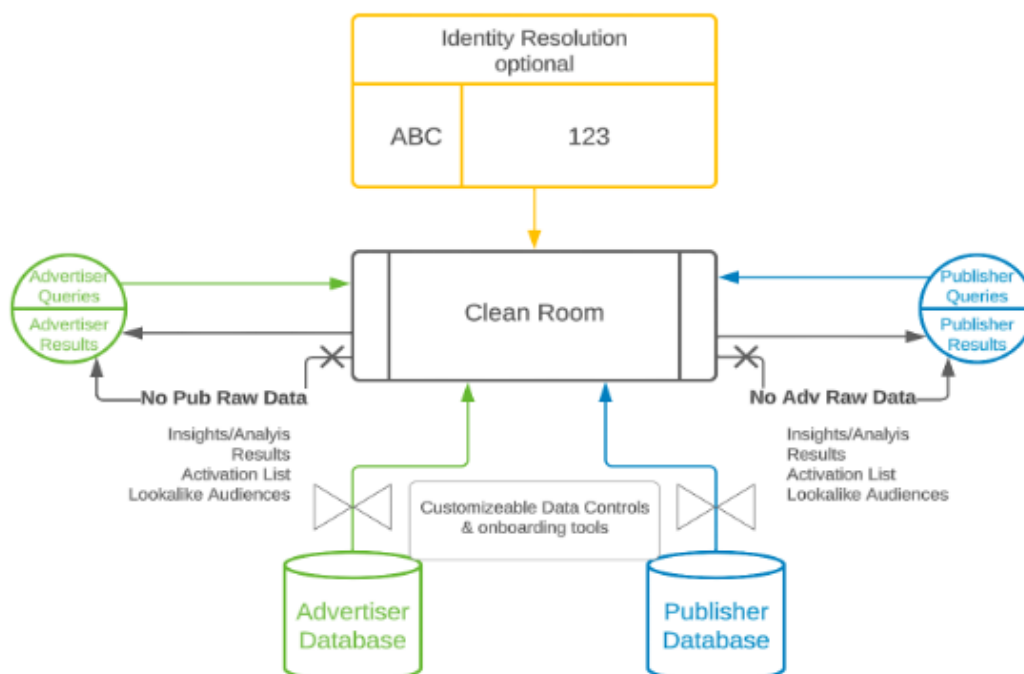 Identity Resolution
optional
ABC
123
Advertiser
Queries
Advertiser
Results
Clean Room
Publisher
Queries
Publisher
Results
No Pub Raw Data
Insights/Analyis
Results
Activation List
Lookalike Audiences
No Adv Raw Data
Insights/Analyis
Results
Activation List
Lookalike Audiences
Customizeable Data Controls
& onboarding tools
Advertiser
Database
Publisher
Database